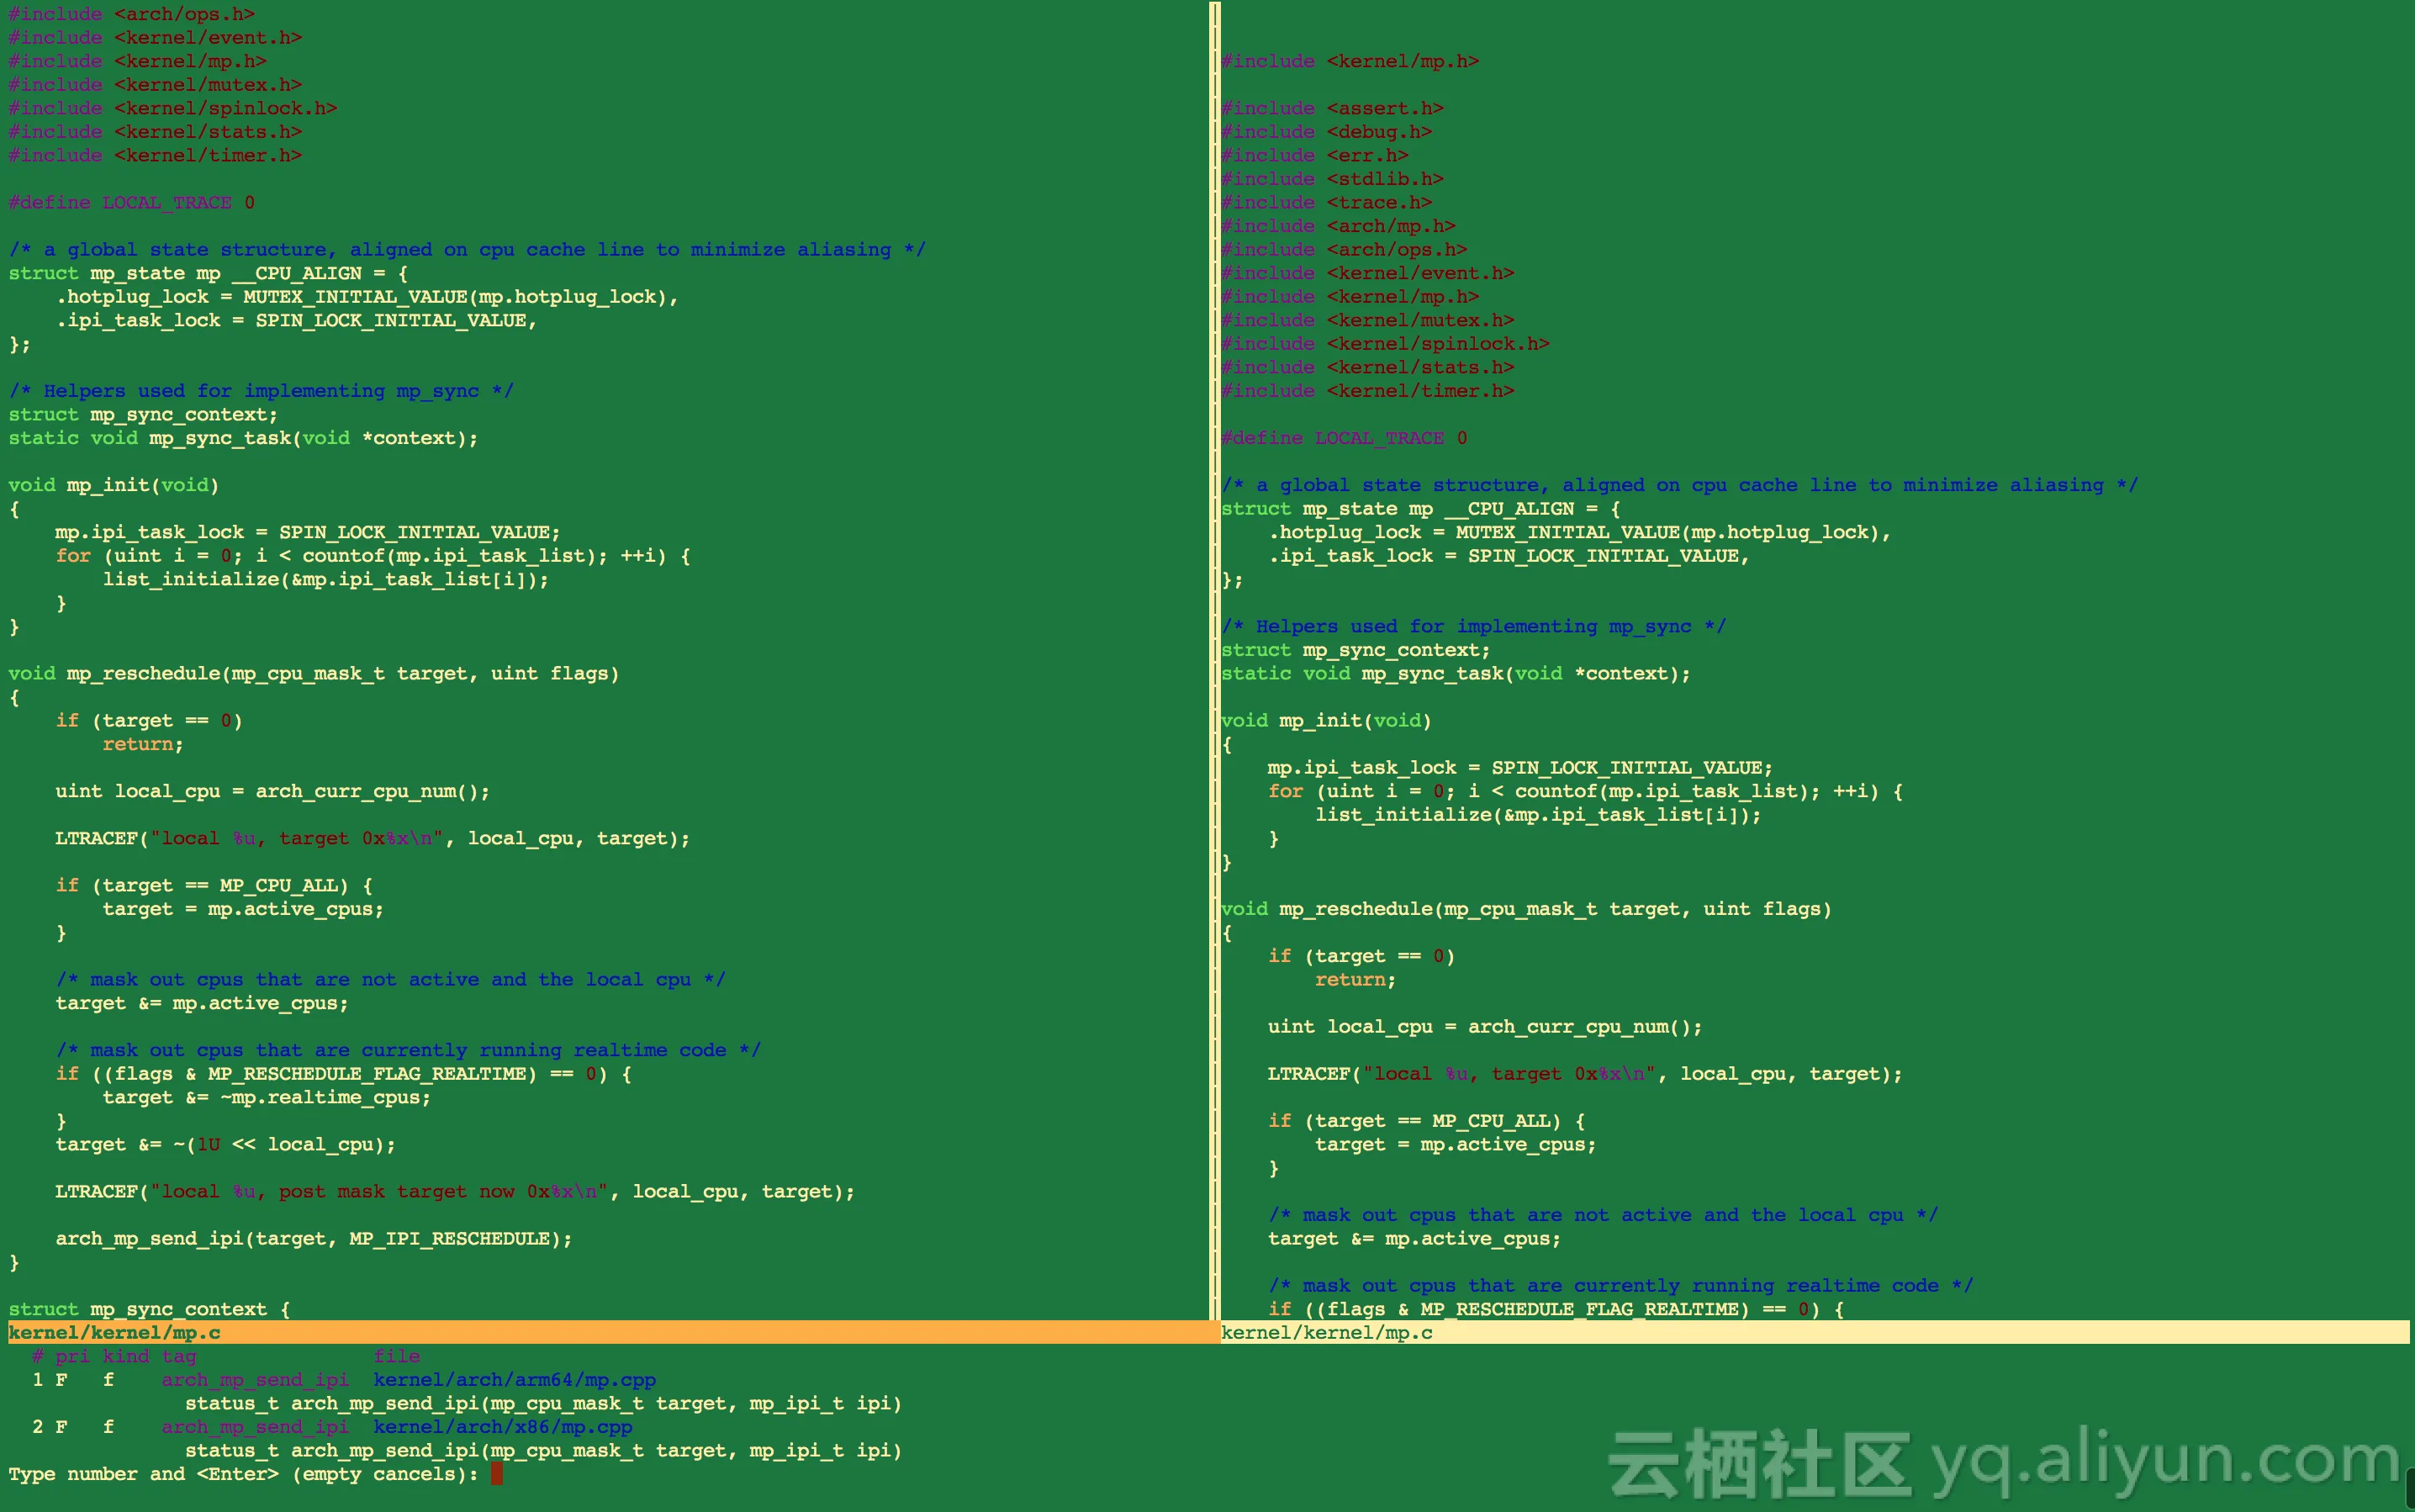 #include <arch/ops.h>
#include <kernel/event.h>
#include <kernel/mp.h>
#include <kernel/mutex.h>
#include <kernel/spinlock.h>
#include <kernel/stats.h>
#include <kernel/timer.h>

#define LOCAL_TRACE 0

/* a global state structure, aligned on cpu cache line to minimize aliasing */
struct mp_state mp __CPU_ALIGN = {
    .hotplug_lock = MUTEX_INITIAL_VALUE(mp.hotplug_lock),
    .ipi_task_lock = SPIN_LOCK_INITIAL_VALUE,
};

/* Helpers used for implementing mp_sync */
struct mp_sync_context;
static void mp_sync_task(void *context);

void mp_init(void)
{
    mp.ipi_task_lock = SPIN_LOCK_INITIAL_VALUE;
    for (uint i = 0; i < countof(mp.ipi_task_list); ++i) {
        list_initialize(&mp.ipi_task_list[i]);
    }
}

void mp_reschedule(mp_cpu_mask_t target, uint flags)
{
    if (target == 0)
        return;

    uint local_cpu = arch_curr_cpu_num();

    LTRACEF("local %u, target 0x%x\n", local_cpu, target);

    if (target == MP_CPU_ALL) {
        target = mp.active_cpus;
    }

    /* mask out cpus that are not active and the local cpu */
    target &= mp.active_cpus;

    /* mask out cpus that are currently running realtime code */
    if ((flags & MP_RESCHEDULE_FLAG_REALTIME) == 0) {
        target &= ~mp.realtime_cpus;
    }
    target &= ~(1U << local_cpu);

    LTRACEF("local %u, post mask target now 0x%x\n", local_cpu, target);

    arch_mp_send_ipi(target, MP_IPI_RESCHEDULE);
}

struct mp_sync_context {
kernel/kernel/mp.c
#include <kernel/mp.h>

#include <assert.h>
#include <debug.h>
#include <err.h>
#include <stdlib.h>
#include <trace.h>
#include <arch/mp.h>
#include <arch/ops.h>
#include <kernel/event.h>
#include <kernel/mp.h>
#include <kernel/mutex.h>
#include <kernel/spinlock.h>
#include <kernel/stats.h>
#include <kernel/timer.h>

#define LOCAL_TRACE 0

/* a global state structure, aligned on cpu cache line to minimize aliasing */
struct mp_state mp __CPU_ALIGN = {
    .hotplug_lock = MUTEX_INITIAL_VALUE(mp.hotplug_lock),
    .ipi_task_lock = SPIN_LOCK_INITIAL_VALUE,
};

/* Helpers used for implementing mp_sync */
struct mp_sync_context;
static void mp_sync_task(void *context);

void mp_init(void)
{
    mp.ipi_task_lock = SPIN_LOCK_INITIAL_VALUE;
    for (uint i = 0; i < countof(mp.ipi_task_list); ++i) {
        list_initialize(&mp.ipi_task_list[i]);
    }
}

void mp_reschedule(mp_cpu_mask_t target, uint flags)
{
    if (target == 0)
        return;

    uint local_cpu = arch_curr_cpu_num();

    LTRACEF("local %u, target 0x%x\n", local_cpu, target);

    if (target == MP_CPU_ALL) {
        target = mp.active_cpus;
    }

    /* mask out cpus that are not active and the local cpu */
    target &= mp.active_cpus;

    /* mask out cpus that are currently running realtime code */
    if ((flags & MP_RESCHEDULE_FLAG_REALTIME) == 0) {
kernel/kernel/mp.c
  # pri kind tag               file
  1 F   f    arch_mp_send_ipi  kernel/arch/arm64/mp.cpp
               status_t arch_mp_send_ipi(mp_cpu_mask_t target, mp_ipi_t ipi)
  2 F   f    arch_mp_send_ipi  kernel/arch/x86/mp.cpp
               status_t arch_mp_send_ipi(mp_cpu_mask_t target, mp_ipi_t ipi)
Type number and <Enter> (empty cancels):
云栖社区 yq.aliyun.com